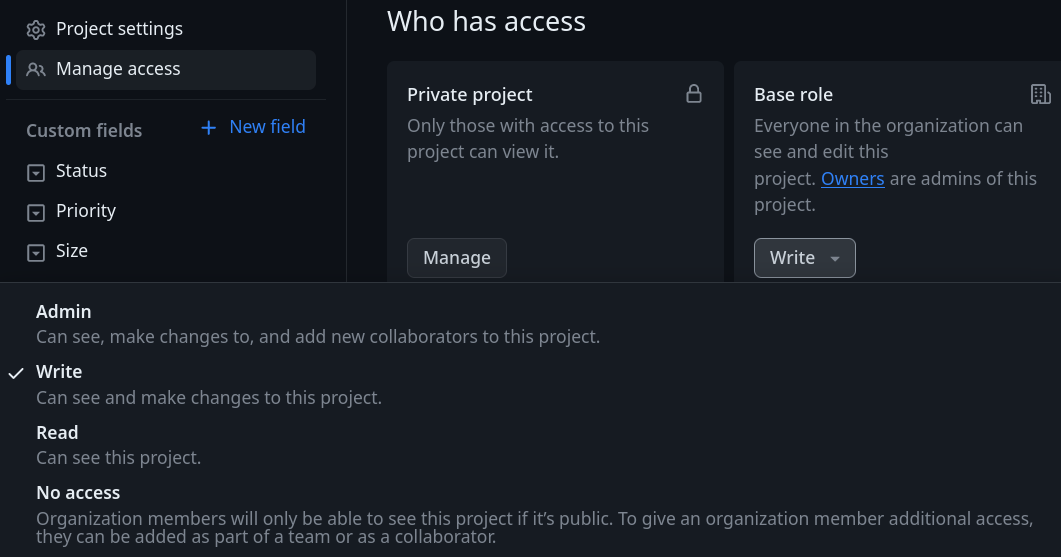 Project settings
Manage access
Custom fields
New field
Status
Priority
Size
Who has access
Private project
Only those with access to this
project can view it.
Manage
Base role
Everyone in the organization can
see and edit this
project. Owners are admins of this
project.
Write
Admin
Can see, make changes to, and add new collaborators to this project.
Write
Can see and make changes to this project.
Read
Can see this project.
No access
Organization members will only be able to see this project if it’s public. To give an organization member additional access,
they can be added as part of a team or as a collaborator.